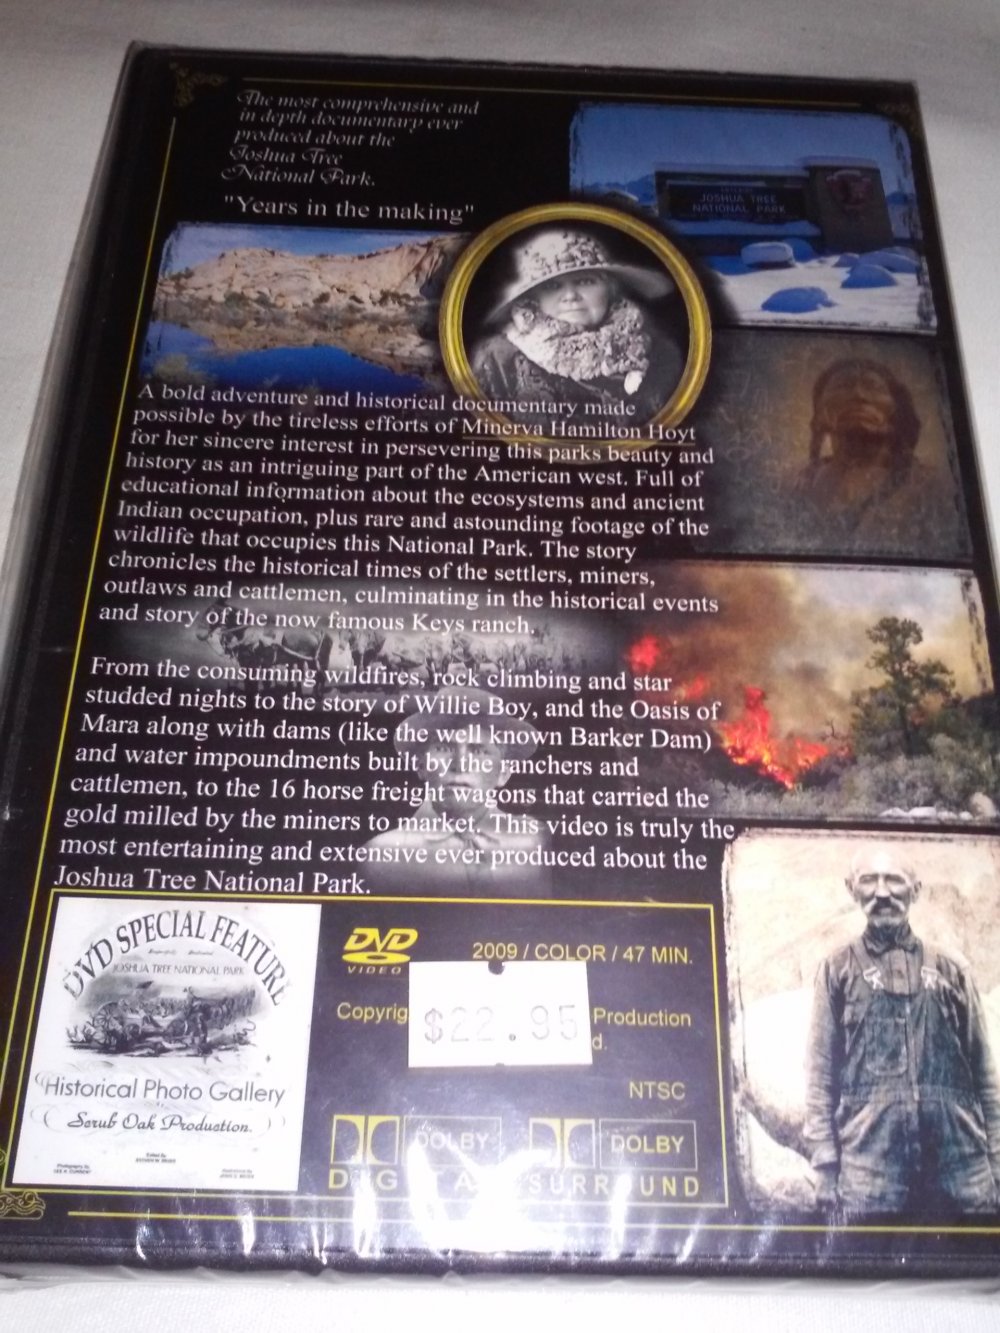 The most comprehensive and
in depth documentary ever
produced about the
Joshua Tree
National Park.
"Years in the making"
JOSHUA TREE
NATIONAL PARK
A bold adventure and historical documentary made
possible by the tireless efforts of Minerva Hamilton Hoyt
for her sincere interest in persevering this parks beauty and
history as an intriguing part of the American west. Full of
educational information about the ecosystems and ancient
Indian occupation, plus rare and astounding footage of the
wildlife that occupies this National Park. The story
chronicles the historical times of the settlers, miners,
outlaws and cattlemen, culminating in the historical events
and story of the now famous Keys ranch.
From the consuming wildfires, rock climbing and star
studded nights to the story of Willie Boy, and the Oasis of
Mara along with dams (like the well known Barker Dam)
and water impoundments built by the ranchers and
cattlemen, to the 16 horse freight wagons that carried the
gold milled by the miners to market. This video is truly the
most entertaining and extensive ever produced about the
Joshua Tree National Park.
DVD SPECIAL FEATURE
JOSHUA TREE NATIONAL PARK
Historical Photo Gallery
Scrub Oak Production.
DVD
VIDEO
2009 / COLOR / 47 MIN.
Copyrig
Production
d.
$22.95
NTSC
DOLBY
DOLBY
SURROUND